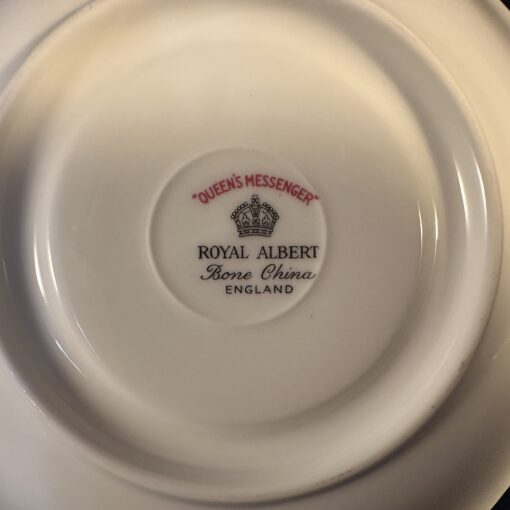 "QUEEN'S MESSENGER"
ROYAL ALBERT
Bone China
ENGLAND